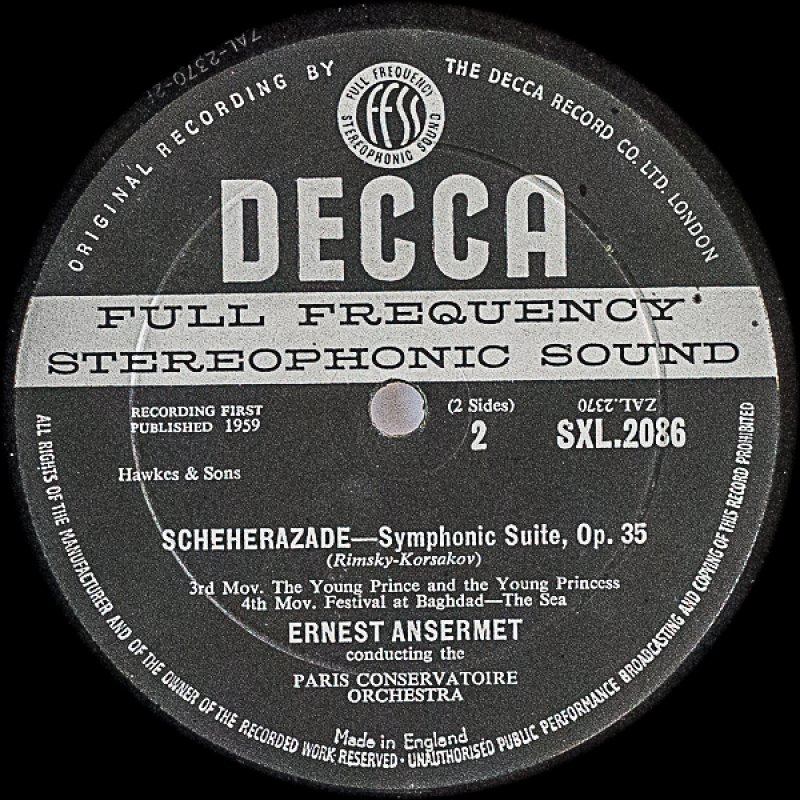 7AL-2370-2
ORIGINAL RECORDING BY
THE DECCA RECORD CO. LTD. LONDON
FULL FREQUENCY
FFSS
STEREOPHONIC SOUND
DECCA
FULL FREQUENCY
STEREOPHONIC SOUND
RECORDING FIRST
PUBLISHED 1959
(2 Sides)
2
ZAL.2370
SXL.2086
Hawkes & Sons
SCHEHERAZADE—Symphonic Suite, Op. 35
(Rimsky-Korsakov)
3rd Mov. The Young Prince and the Young Princess
4th Mov. Festival at Baghdad—The Sea
ERNEST ANSERMET
conducting the
PARIS CONSERVATOIRE
ORCHESTRA
Made in England
ALL RIGHTS OF THE MANUFACTURER AND OF THE OWNER OF THE RECORDED WORK RESERVED · UNAUTHORISED PUBLIC PERFORMANCE BROADCASTING AND COPYING OF THIS RECORD PROHIBITED